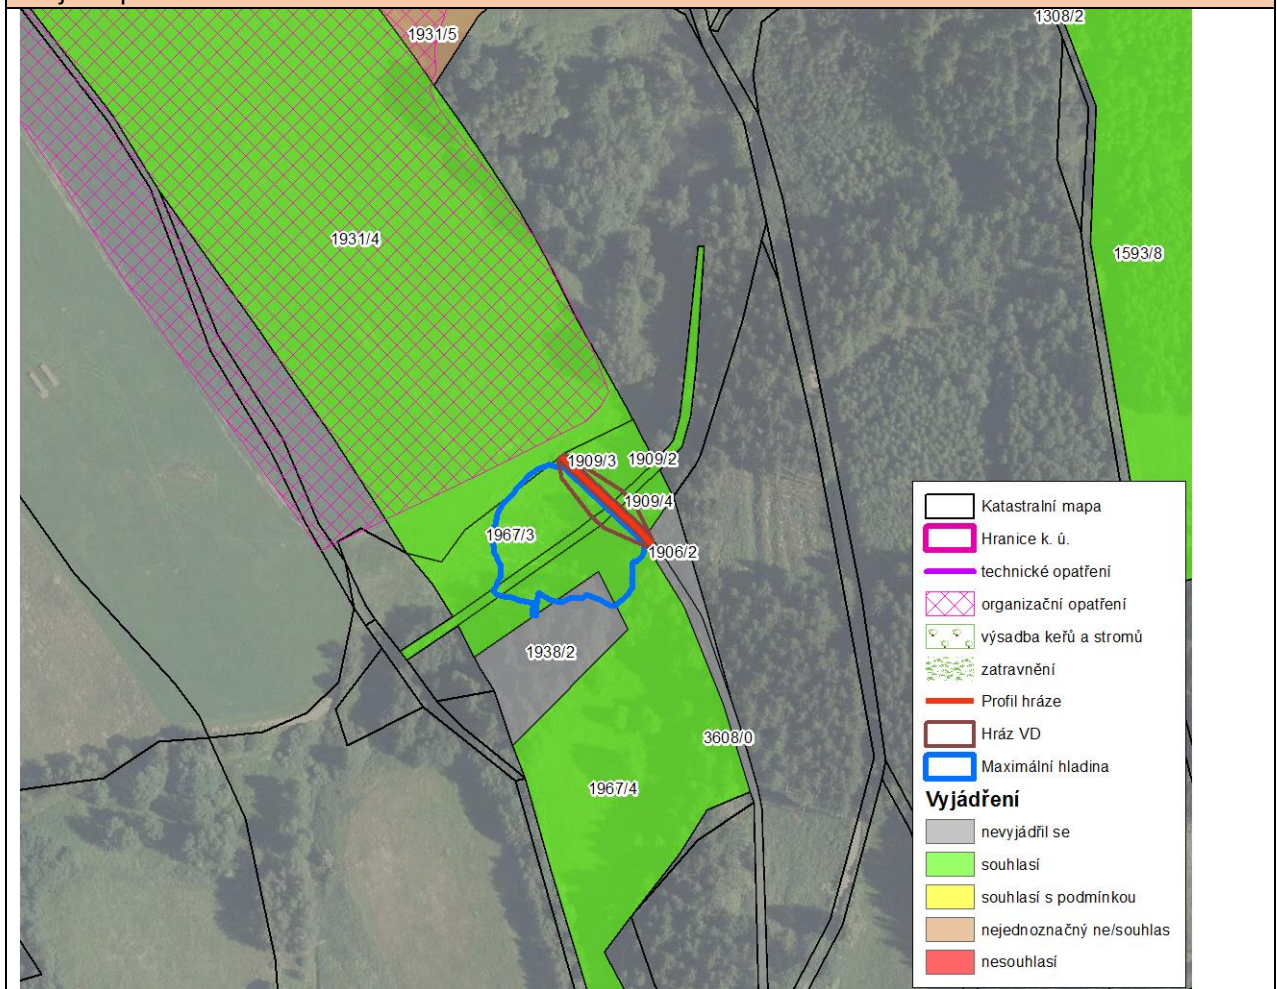 1931/5
1308/2
1931/4
1593/8
1909/3
1909/2
1909/4
1967/3
1906/2
1938/2
3608/0
1967/4
Katastralní mapa
Hranice k. ú.
technické opatření
organizační opatření
výsadba keřů a stromů
zatravnění
Profil hráze
Hráz VD
Maximální hladina
Vyjádření
nevyjádřil se
souhlasí
souhlasí s podmínkou
nejednoznačný ne/souhlas
nesouhlasí